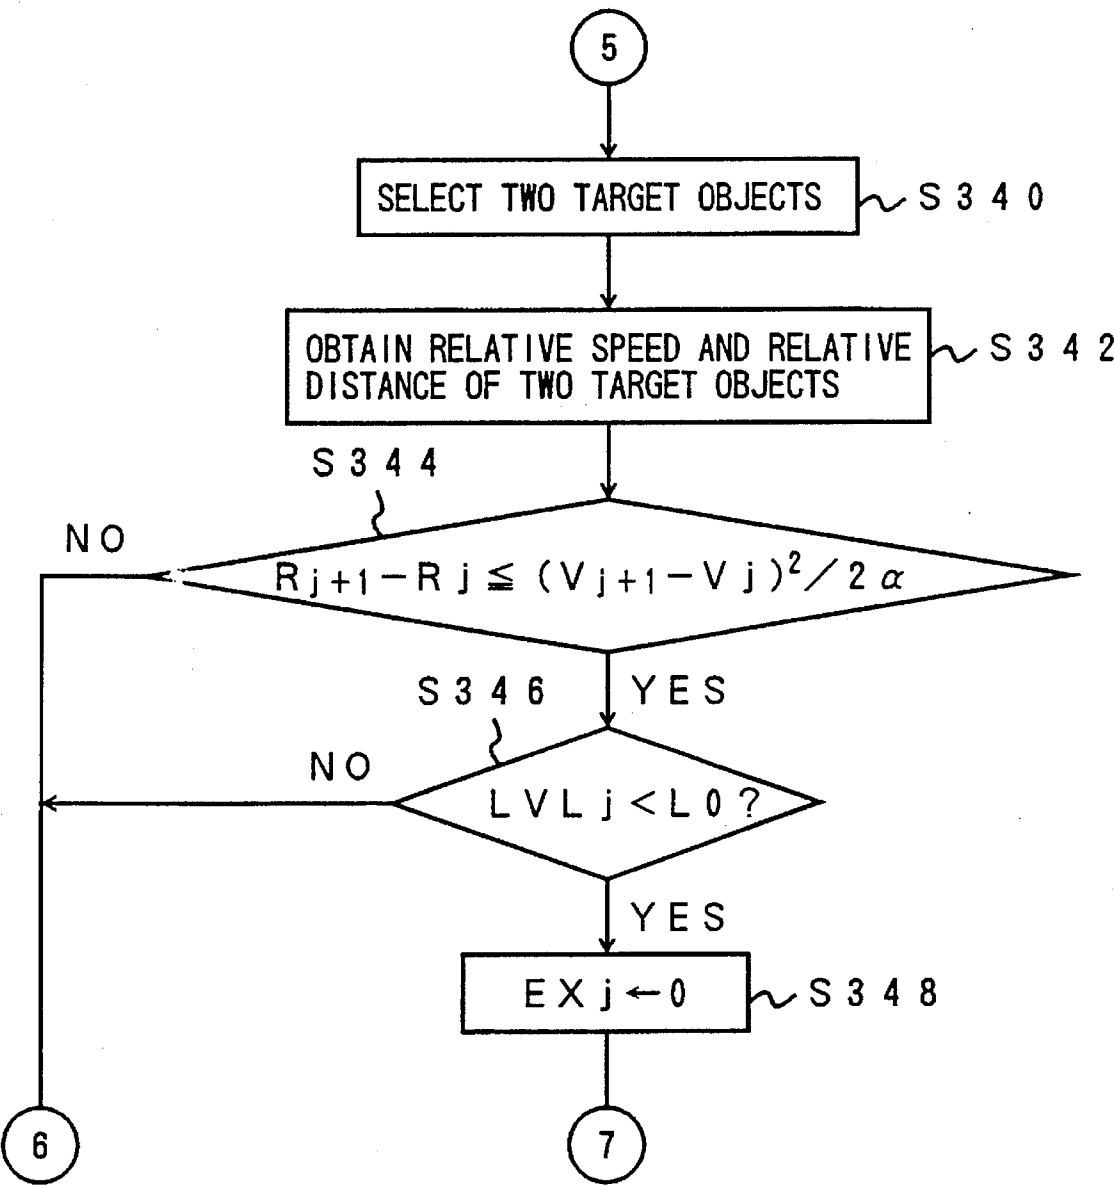 5
SELECT TWO TARGET OBJECTS
S340
OBTAIN RELATIVE SPEED AND RELATIVE
DISTANCE OF TWO TARGET OBJECTS
S342
S344
NO
Rj+1-Rj≦(Vj+1-Vj)²/2α
YES
S346
NO
LVLj<L0?
YES
EXj←0
S348
6
7